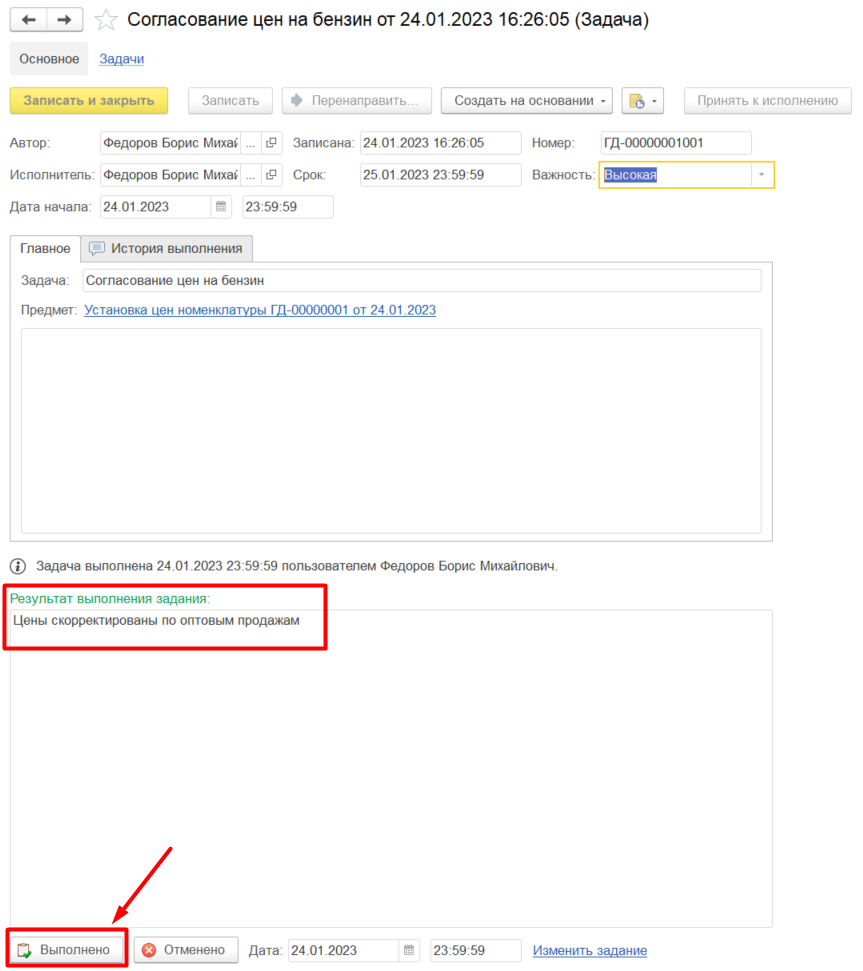 Согласование цен на бензин от 24.01.2023 16:26:05 (Задача)
Основное Задачи
Записать и закрыть Записать Перенаправить... Создать на основании Принять к исполнению
Автор: Федоров Борис Михай ... Записана: 24.01.2023 16:26:05 Номер: ГД-00000001001
Исполнитель: Федоров Борис Михай ... Срок: 25.01.2023 23:59:59 Важность: Высокая
Дата начала: 24.01.2023 23:59:59
Главное История выполнения
Задача: Согласование цен на бензин
Предмет: Установка цен номенклатуры ГД-00000001 от 24.01.2023
Задача выполнена 24.01.2023 23:59:59 пользователем Федоров Борис Михайлович.
Результат выполнения задания:
Цены скорректированы по оптовым продажам
Выполнено Отменено Дата: 24.01.2023 23:59:59 Изменить задание